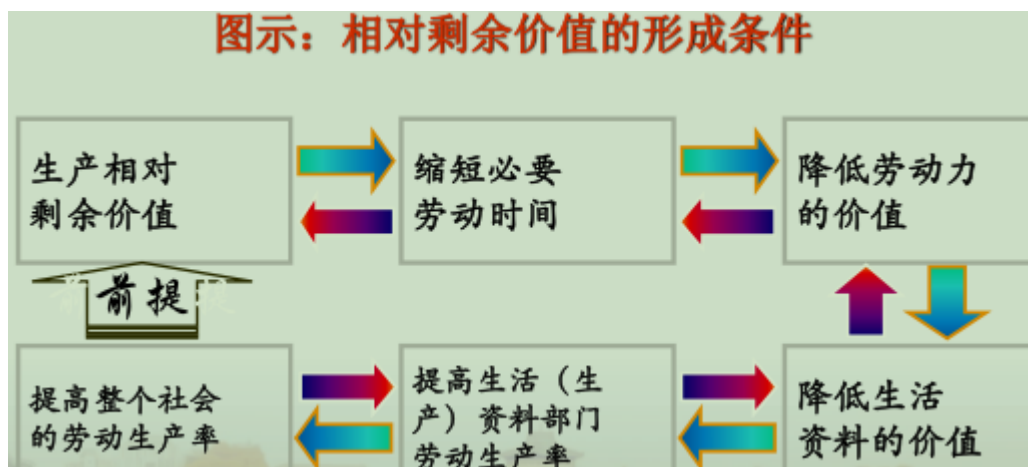 图示：相对剩余价值的形成条件
生产相对
剩余价值
缩短必要
劳动时间
降低劳动力
的价值
前提
提高整个社会
的劳动生产率
提高生活（生
产）资料部门
劳动生产率
降低生活
资料的价值